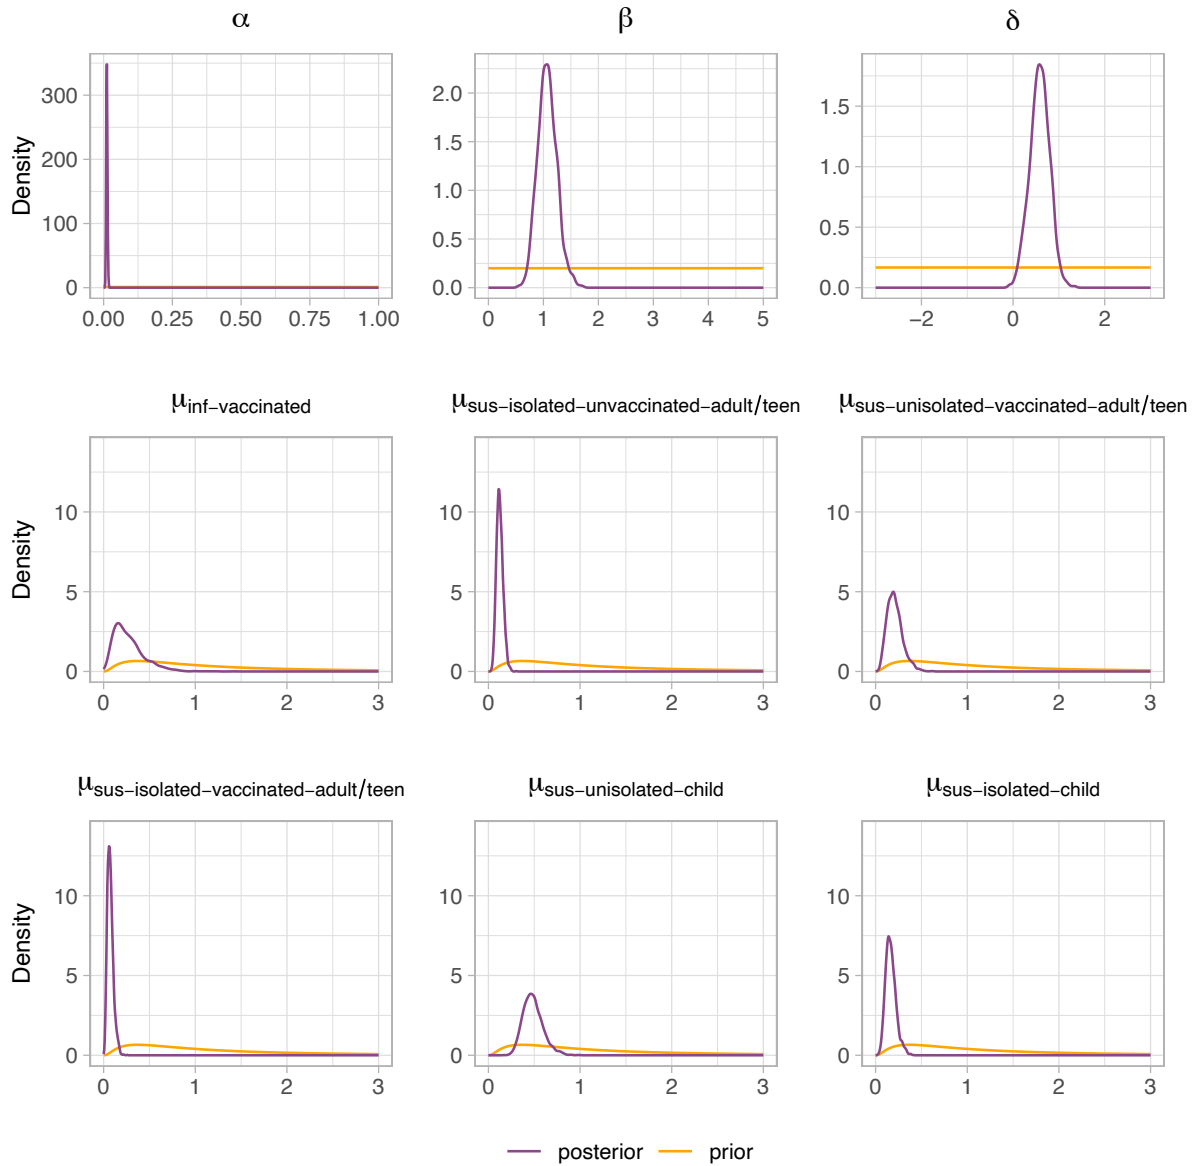 α β δ
Density
300
200
100
0
0.00 0.25 0.50 0.75 1.00
2.0
1.5
1.0
0.5
0.0
0 1 2 3 4 5
1.5
1.0
0.5
0.0
−2 0 2
μinf−vaccinated μsus−isolated−unvaccinated−adult/teen μsus−unisolated−vaccinated−adult/teen
Density
10
5
0
0 1 2 3
10
5
0
0 1 2 3
10
5
0
0 1 2 3
μsus−isolated−vaccinated−adult/teen μsus−unisolated−child μsus−isolated−child
Density
10
5
0
0 1 2 3
10
5
0
0 1 2 3
10
5
0
0 1 2 3
posterior prior